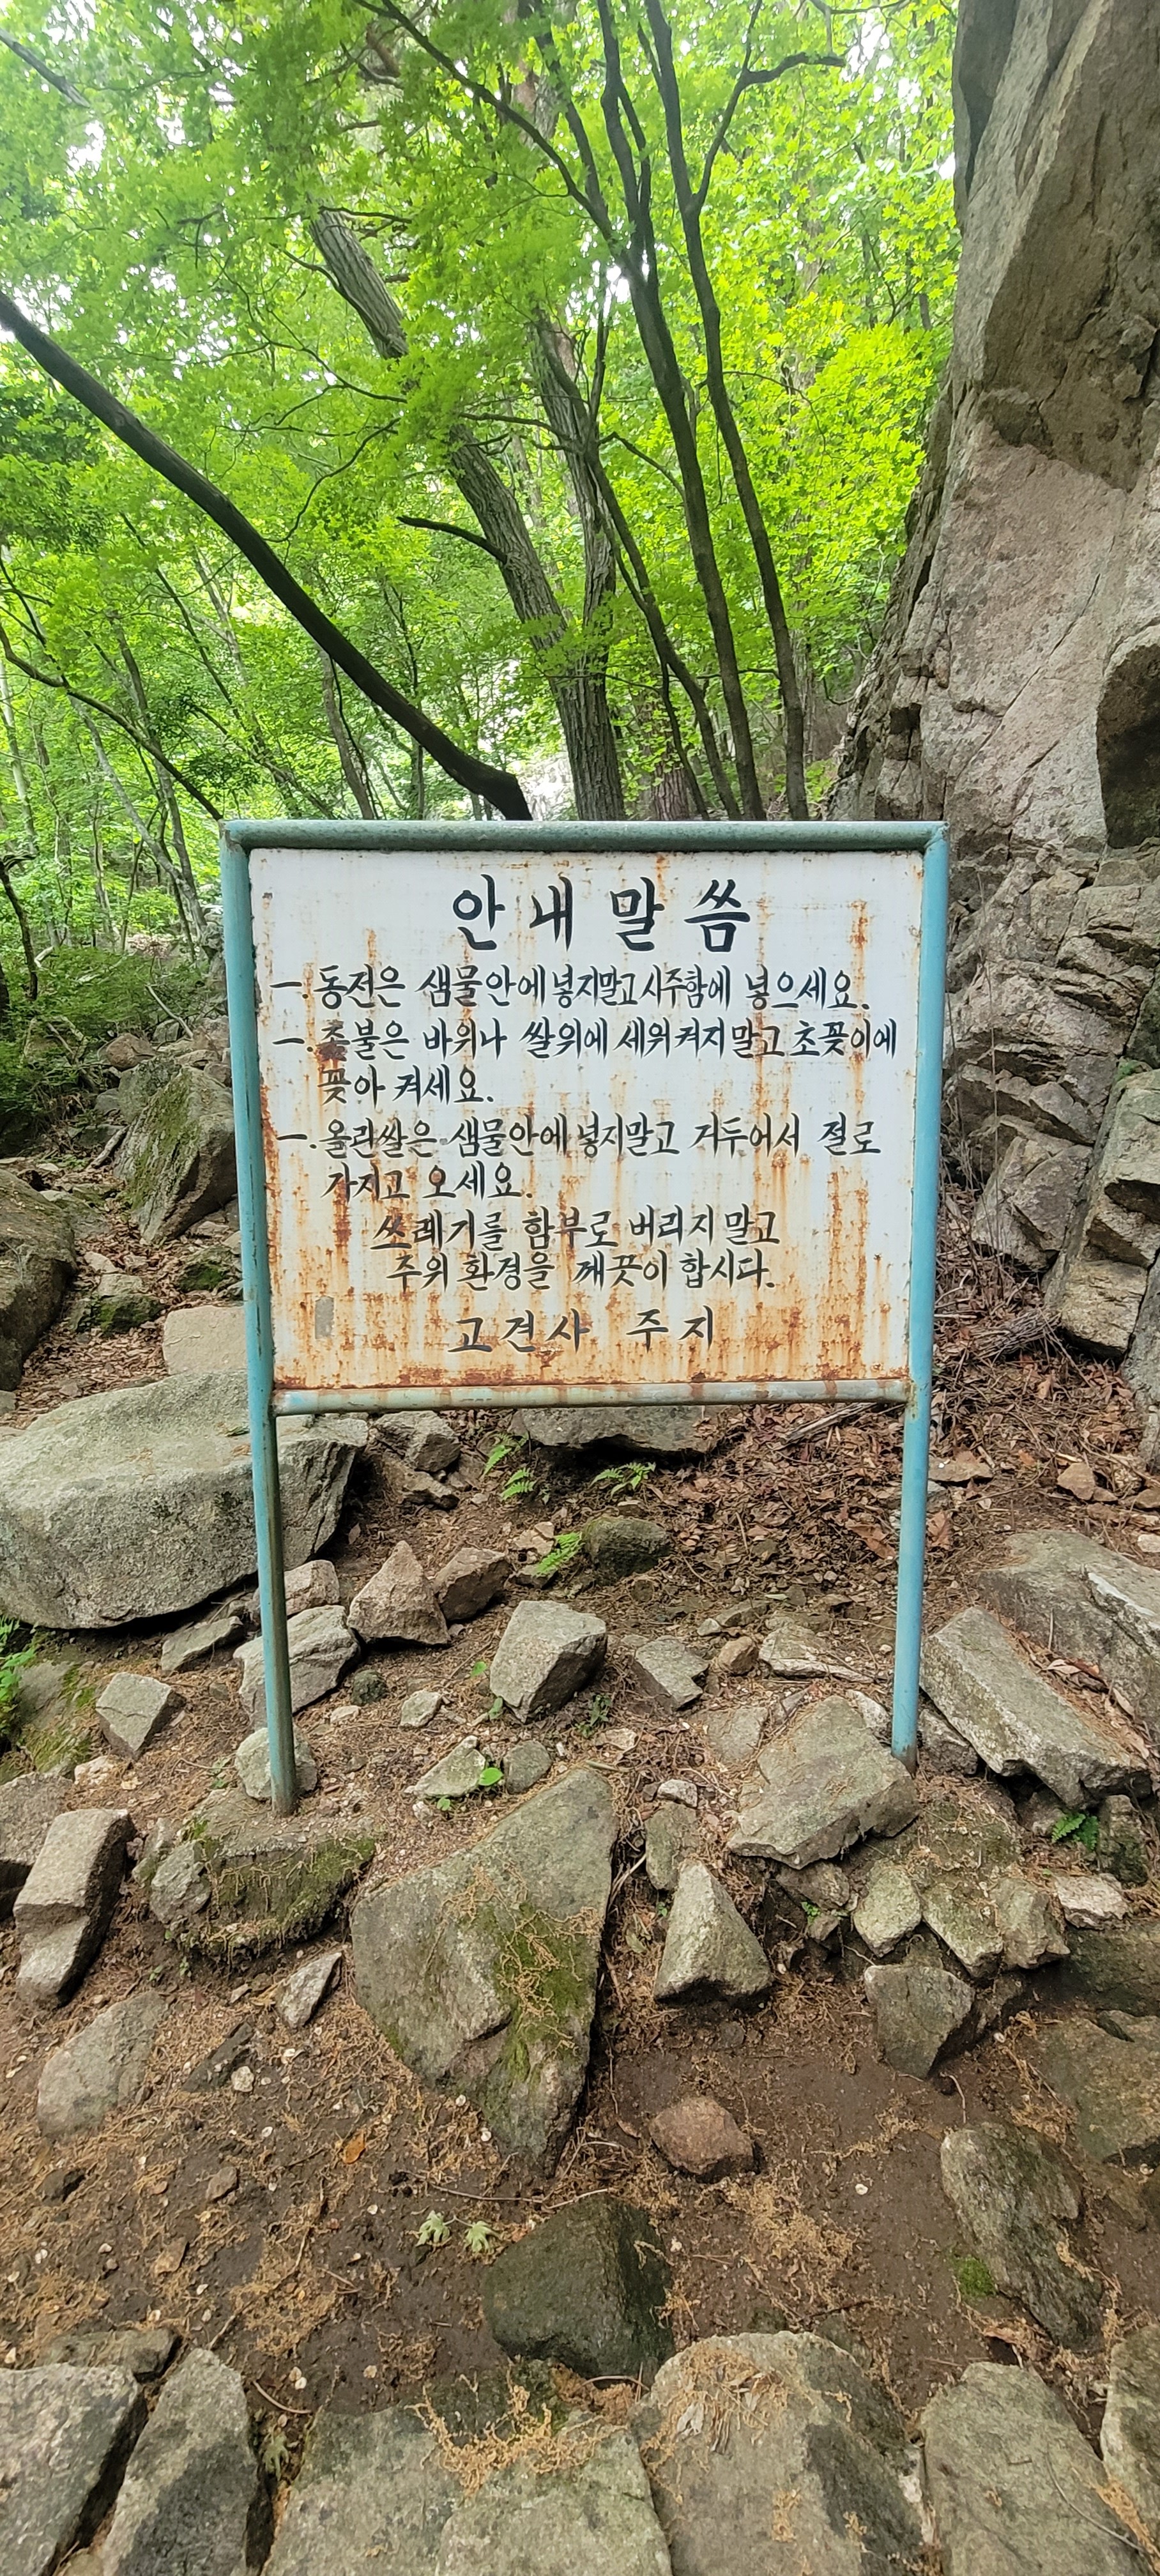 안내말씀
一. 동전은 샘물안에 넣지말고 시주함에 넣으세요.
一. 촛불은 바위나 쌀위에 세워켜지말고 초꽂이에
꽂아 켜세요.
一. 올린쌀은 샘물안에 넣지말고 거두어서 절로
가지고 오세요.
쓰레기를 함부로 버리지말고
주위환경을 깨끗이 합시다.
고견사 주지